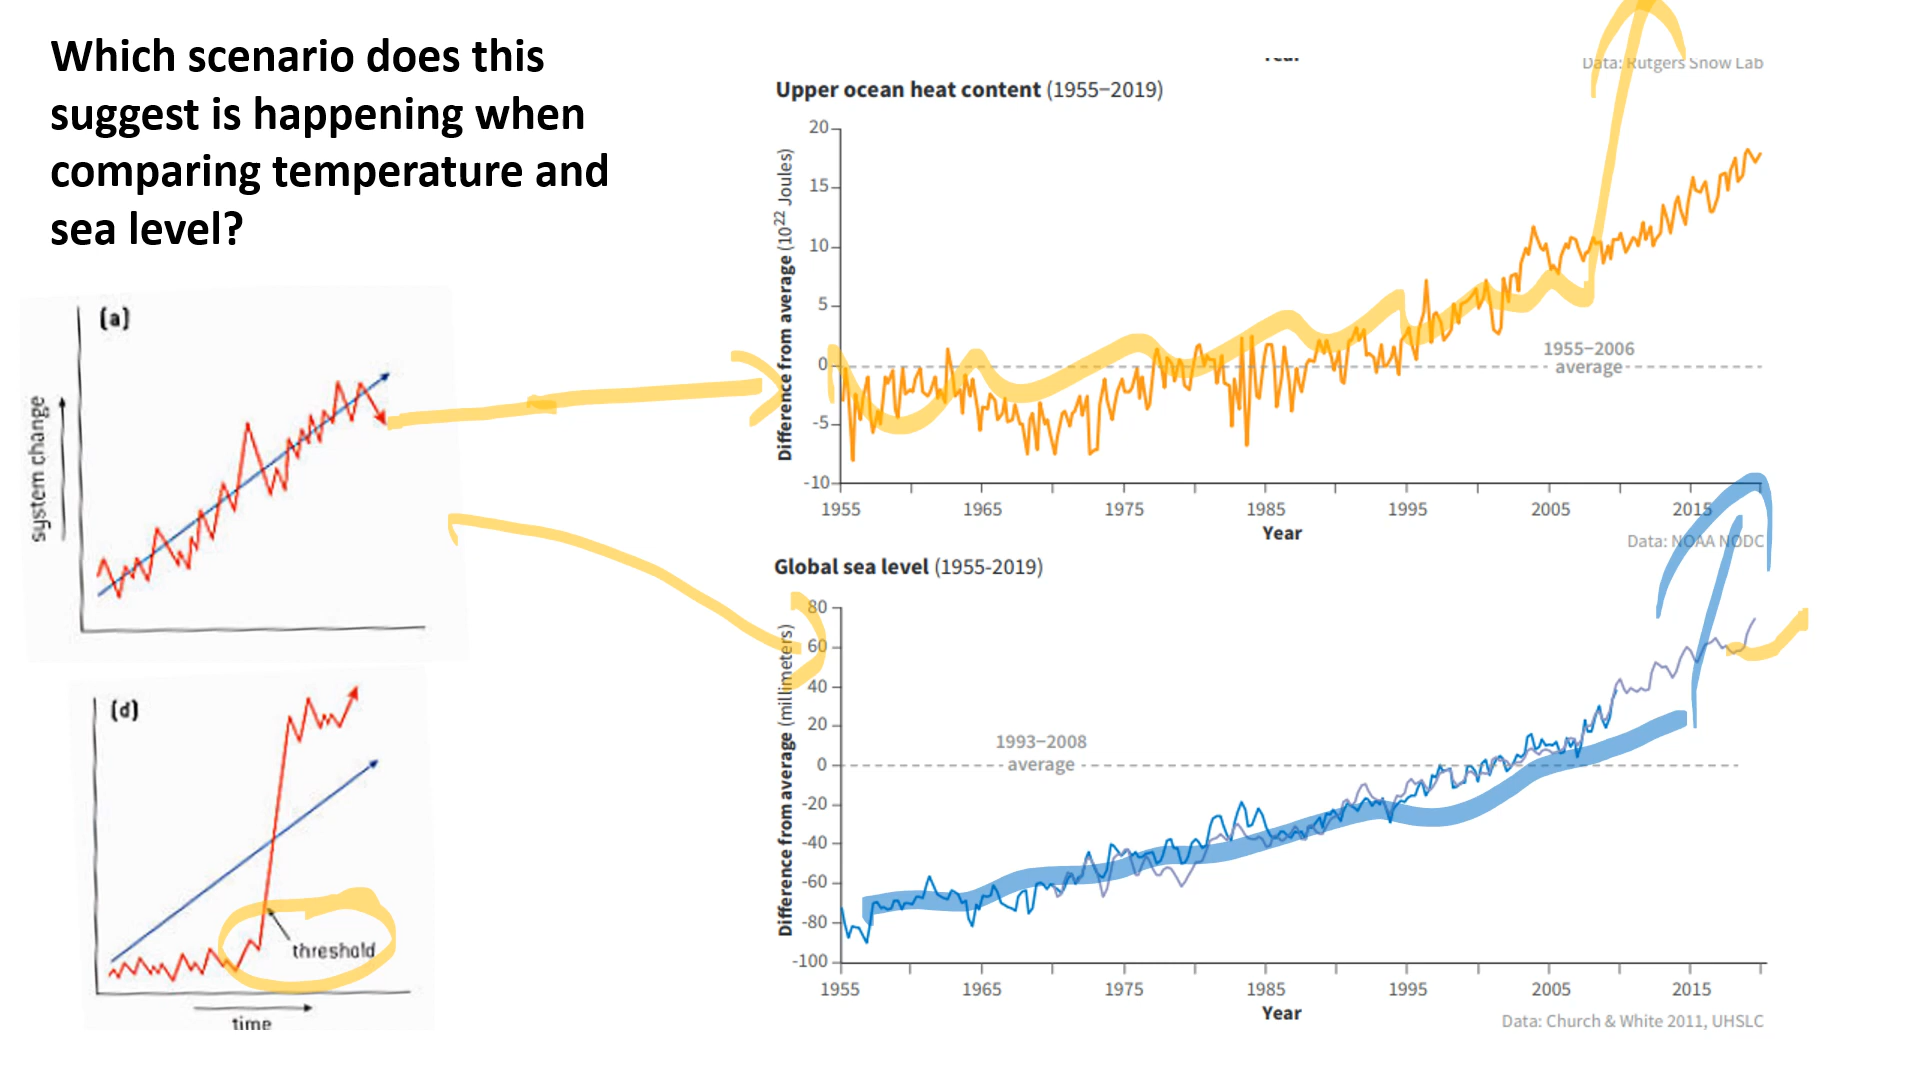 Which scenario does this
suggest is happening when
comparing temperature and
sea level?
(a)
system change
(d)
threshold
time
Year
Data: Rutgers Snow Lab
Upper ocean heat content (1955−2019)
Difference from average (10²² Joules)
20
15
10
5
0
-5
-10
1955−2006
average
1955 1965 1975 1985 1995 2005 2015
Year
Data: NOAA NODC
Global sea level (1955-2019)
Difference from average (millimeters)
80
60
40
20
0
-20
-40
-60
-80
-100
1993−2008
average
1955 1965 1975 1985 1995 2005 2015
Year
Data: Church & White 2011, UHSLC